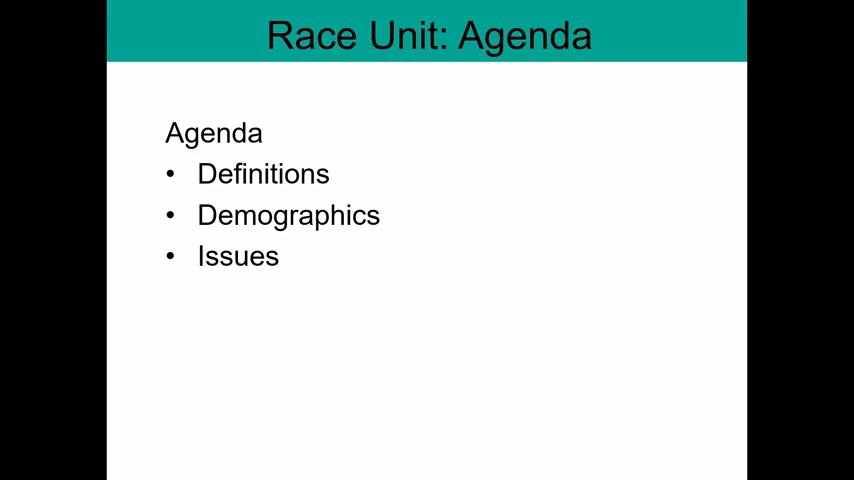 Race Unit: Agenda
Agenda
• Definitions
• Demographics
• Issues